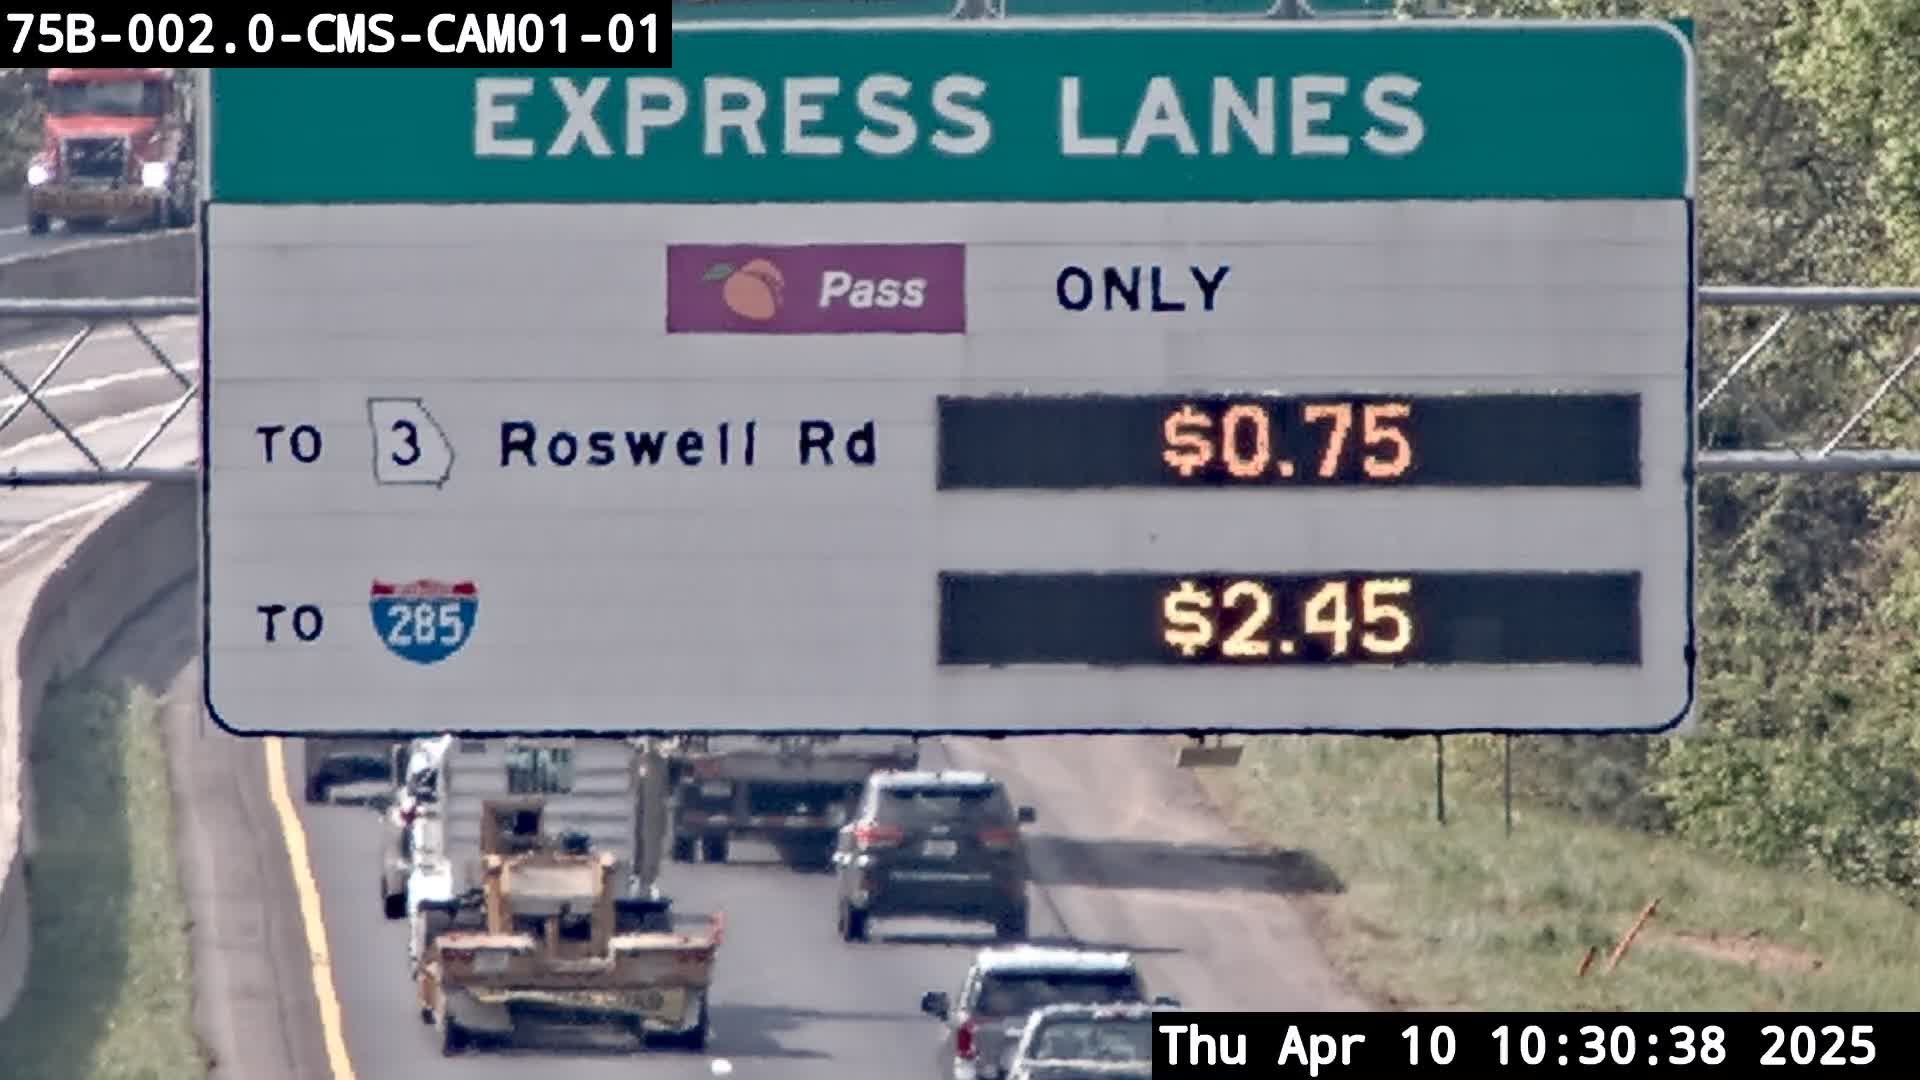 75B-002.0-CMS-CAM01-01
EXPRESS LANES
Pass ONLY
TO 3 Roswell Rd $0.75
TO 285 $2.45
Thu Apr 10 10:30:38 2025